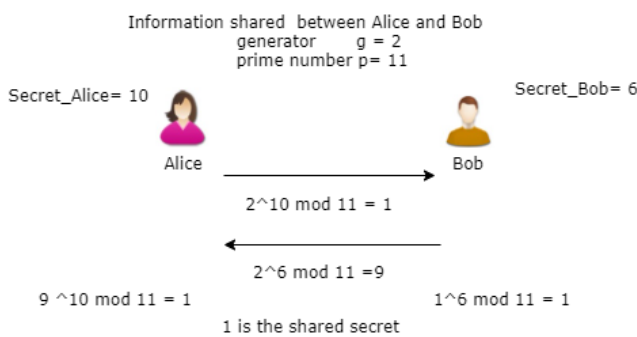 Information shared between Alice and Bob
generator g = 2
prime number p= 11
Secret_Alice= 10
Secret_Bob= 6
Alice
Bob
2^10 mod 11 = 1
2^6 mod 11 =9
9 ^10 mod 11 = 1
1^6 mod 11 = 1
1 is the shared secret